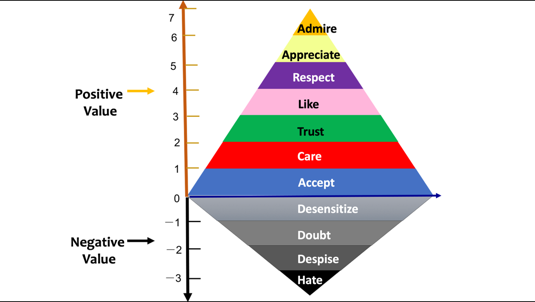 7
6
5
4
3
2
1
0
−1
−2
−3
Positive
Value
Negative
Value
Admire
Appreciate
Respect
Like
Trust
Care
Accept
Desensitize
Doubt
Despise
Hate